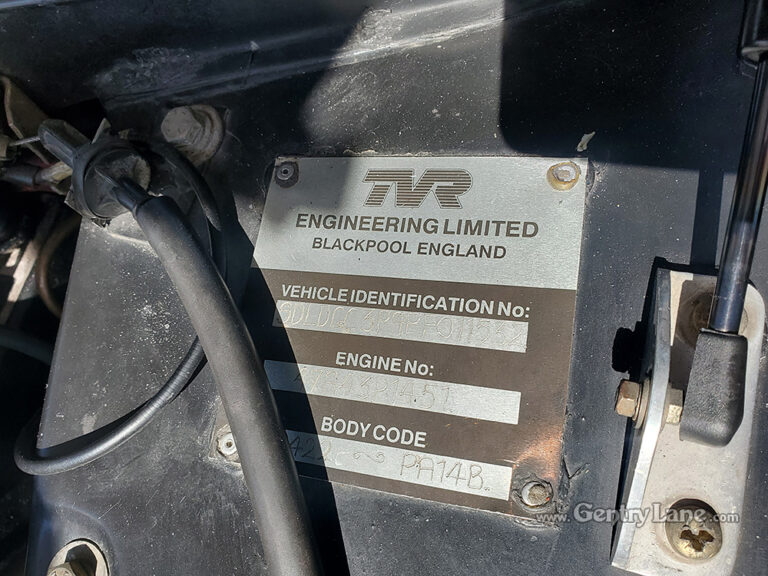 TVR
ENGINEERING LIMITED
BLACKPOOL ENGLAND
VEHICLE IDENTIFICATION No:
ENGINE No:
BODY CODE
PA14B
www.GentryLane.com